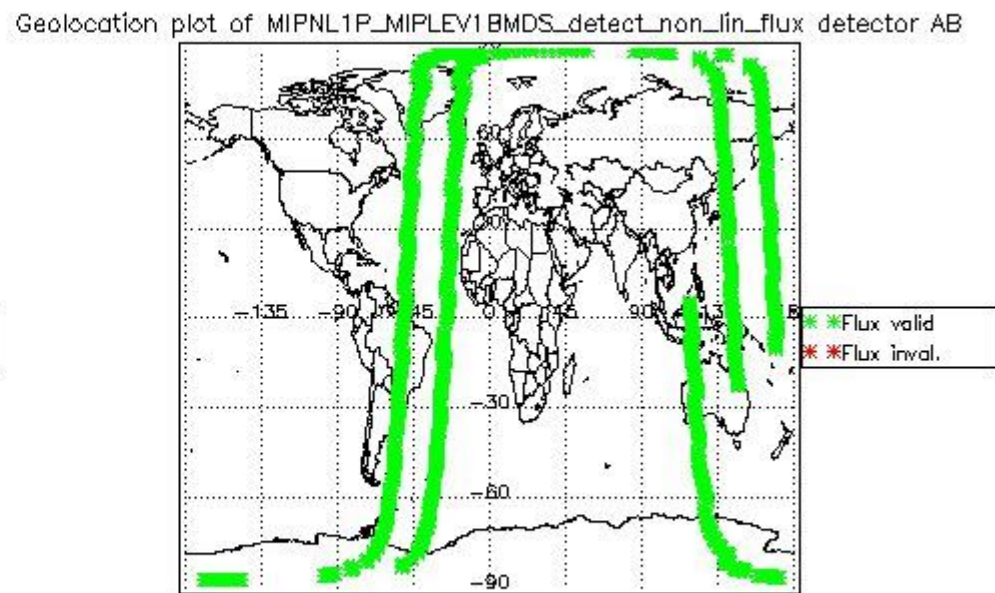 Geolocation plot of MIPNL1P_MIPLEV1BMDS_detect_non_lin_flux detector AB
60
-135 -90 -45 0 45 90
Flux valid
Flux inval.
-30
-60
-90